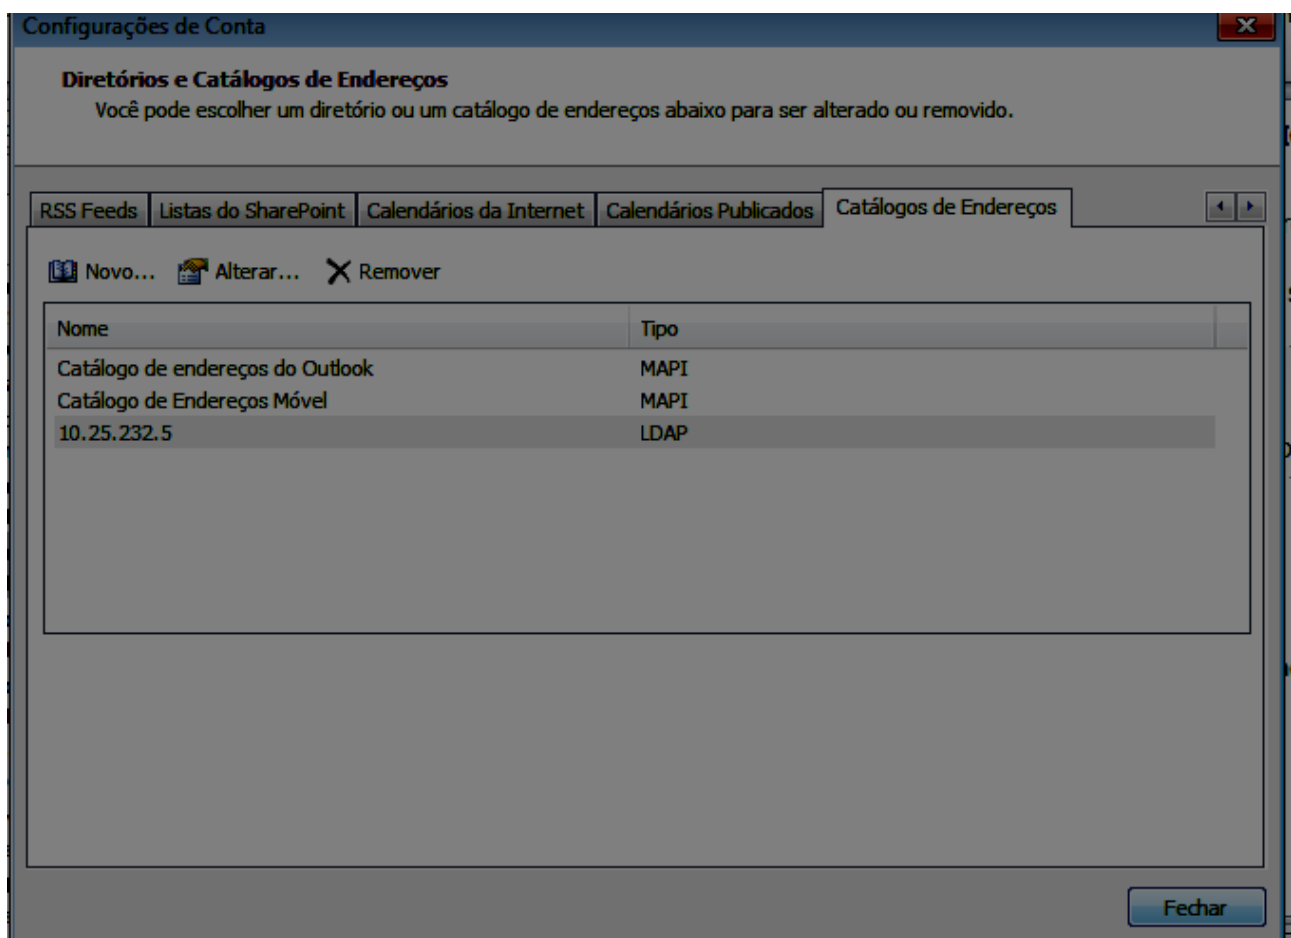 Configurações de Conta
Diretórios e Catálogos de Endereços
Você pode escolher um diretório ou um catálogo de endereços abaixo para ser alterado ou removido.
RSS Feeds Listas do SharePoint Calendários da Internet Calendários Publicados Catálogos de Endereços
Novo... Alterar... Remover
Nome Tipo
Catálogo de endereços do Outlook MAPI
Catálogo de Endereços Móvel MAPI
10.25.232.5 LDAP
Fechar